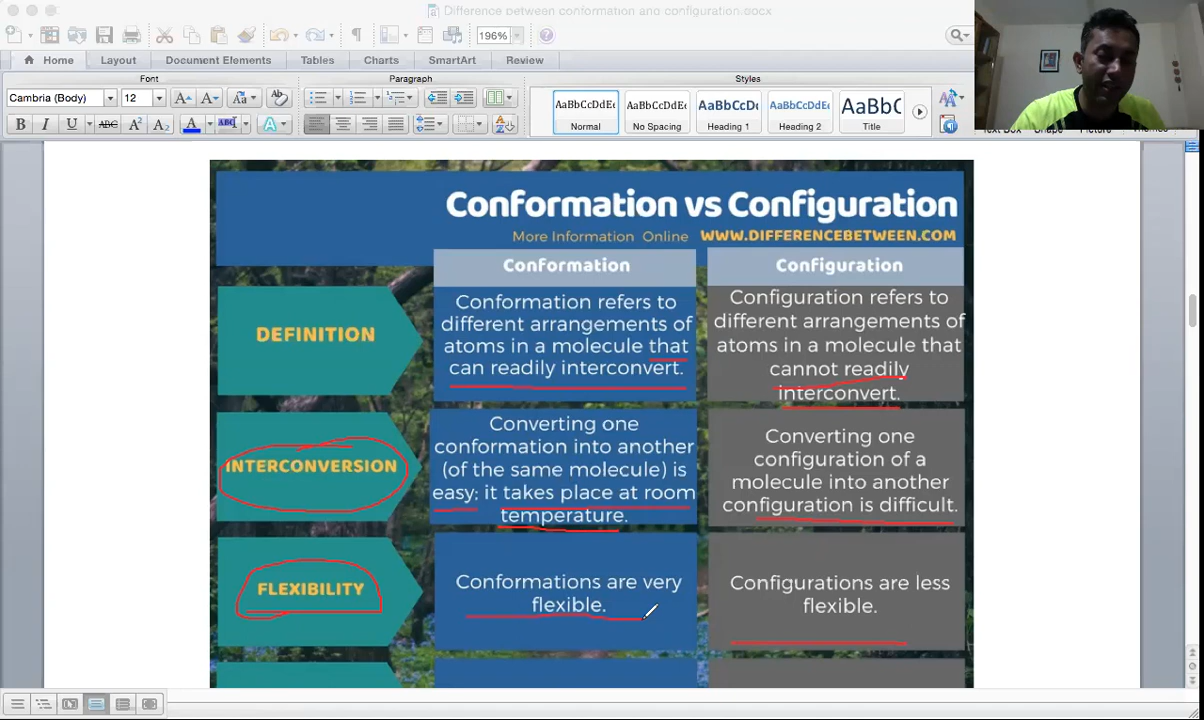 Difference between conformation and configuration.docx
196%
Home Layout Document Elements Tables Charts SmartArt Review
Font Paragraph Styles
Cambria (Body) 12
AaBbCcDdEe AaBbCcDdEe AaBbCcDd AaBbCcDdEe AaBbC
Normal No Spacing Heading 1 Heading 2 Title
Text Box Shape Picture Themes
Conformation vs Configuration
More Information Online WWW.DIFFERENCEBETWEEN.COM
Conformation Configuration
DEFINITION
Conformation refers to
different arrangements of
atoms in a molecule that
can readily interconvert.
Configuration refers to
different arrangements of
atoms in a molecule that
cannot readily
interconvert.
INTERCONVERSION
Converting one
conformation into another
(of the same molecule) is
easy; it takes place at room
temperature.
Converting one
configuration of a
molecule into another
configuration is difficult.
FLEXIBILITY
Conformations are very
flexible.
Configurations are less
flexible.